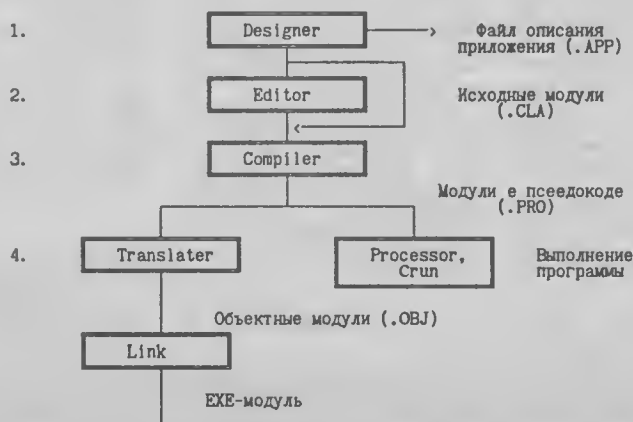 1.
Designer
Файл описания
приложения (.APP)
2.
Editor
Исходные модули
(.CLA)
3.
Compiler
Модули е псеедокоде
(.PRO)
4.
Translater
Processor,
Crun
Выполнение
программы
Объектные модули (.OBJ)
Link
EXE-модуль